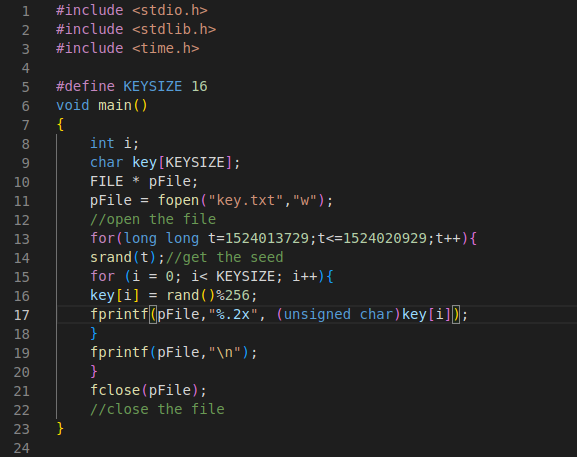 1 #include <stdio.h>
2 #include <stdlib.h>
3 #include <time.h>
4
5 #define KEYSIZE 16
6 void main()
7 {
8 int i;
9 char key[KEYSIZE];
10 FILE * pFile;
11 pFile = fopen("key.txt","w");
12 //open the file
13 for(long long t=1524013729;t<=1524020929;t++){
14 srand(t);//get the seed
15 for (i = 0; i< KEYSIZE; i++){
16 key[i] = rand()%256;
17 fprintf(pFile,"%.2x", (unsigned char)key[i]);
18 }
19 fprintf(pFile,"\n");
20 }
21 fclose(pFile);
22 //close the file
23 }
24